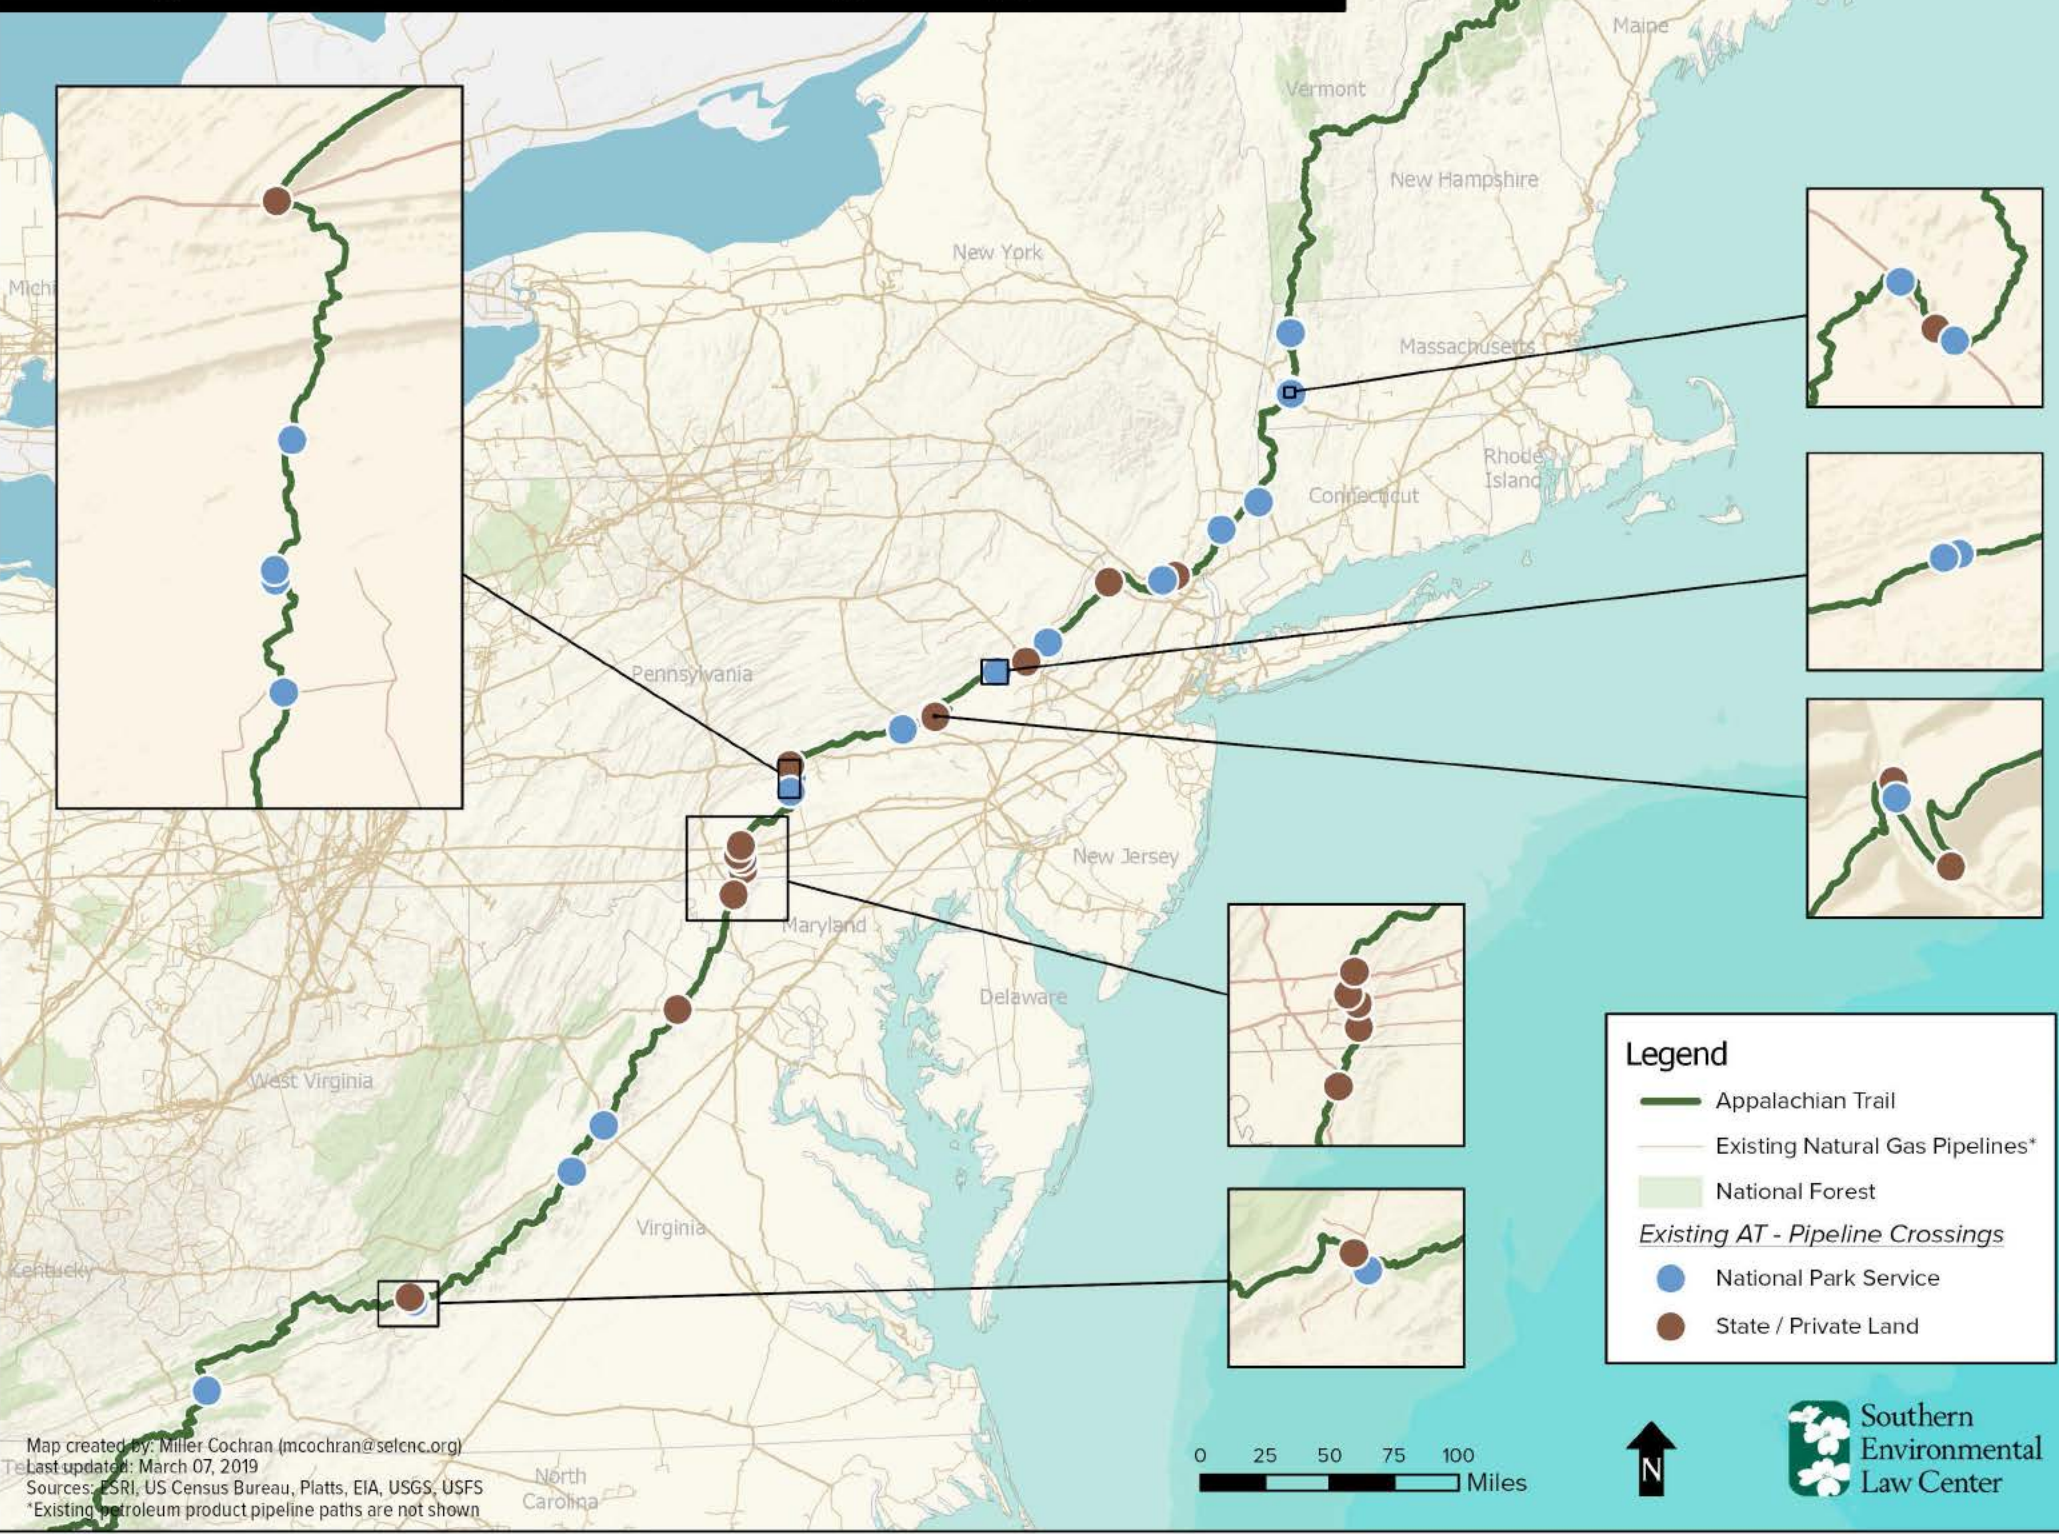 Maine
Vermont
New Hampshire
New York
Michi
Massachusetts
Rhode
Island
Connecticut
Pennsylvania
New Jersey
Maryland
Delaware
West Virginia
Virginia
Kentucky
North
Carolina
Legend
Appalachian Trail
Existing Natural Gas Pipelines*
National Forest
Existing AT - Pipeline Crossings
National Park Service
State / Private Land
Map created by: Miller Cochran (mcochran@selcnc.org)
Last updated: March 07, 2019
Sources: ESRI, US Census Bureau, Platts, EIA, USGS, USFS
*Existing petroleum product pipeline paths are not shown
0 25 50 75 100
Miles
N
Southern
Environmental
Law Center